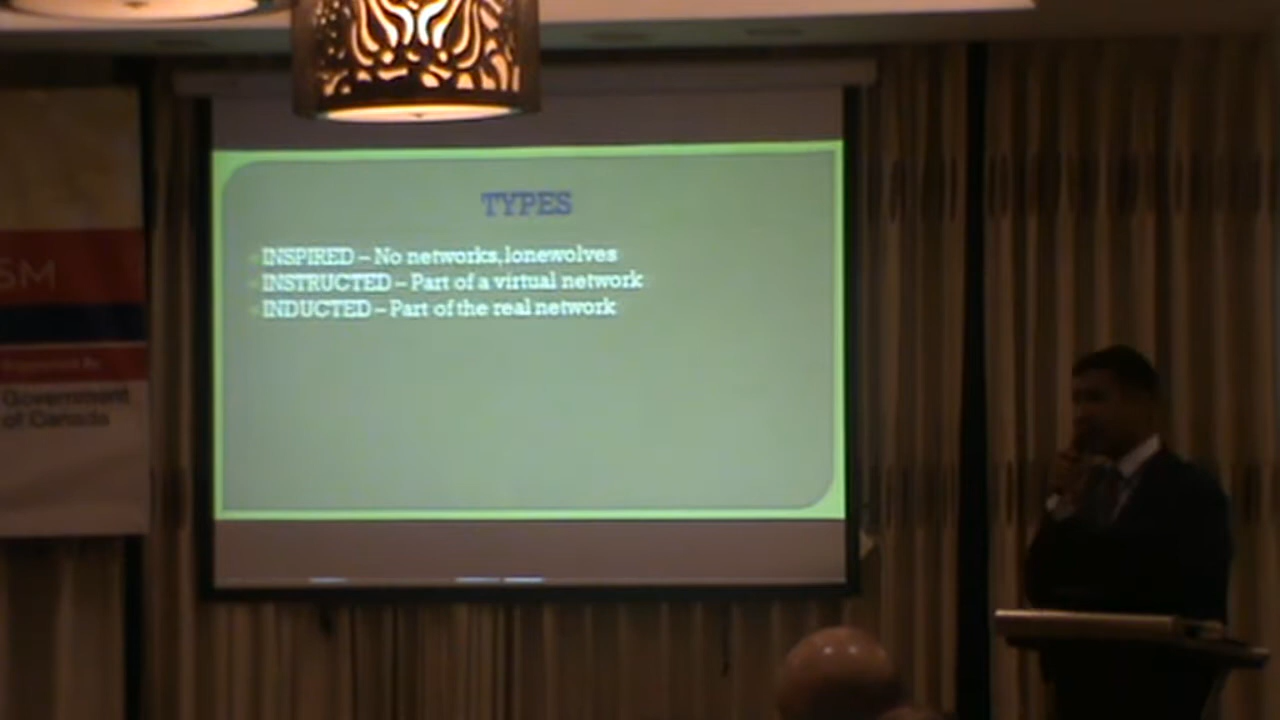 TYPES
INSPIRED – No networks,lonewolves
INSTRUCTED – Part of a virtual network
INDUCTED – Part of the real network
SM
Government
of Canada